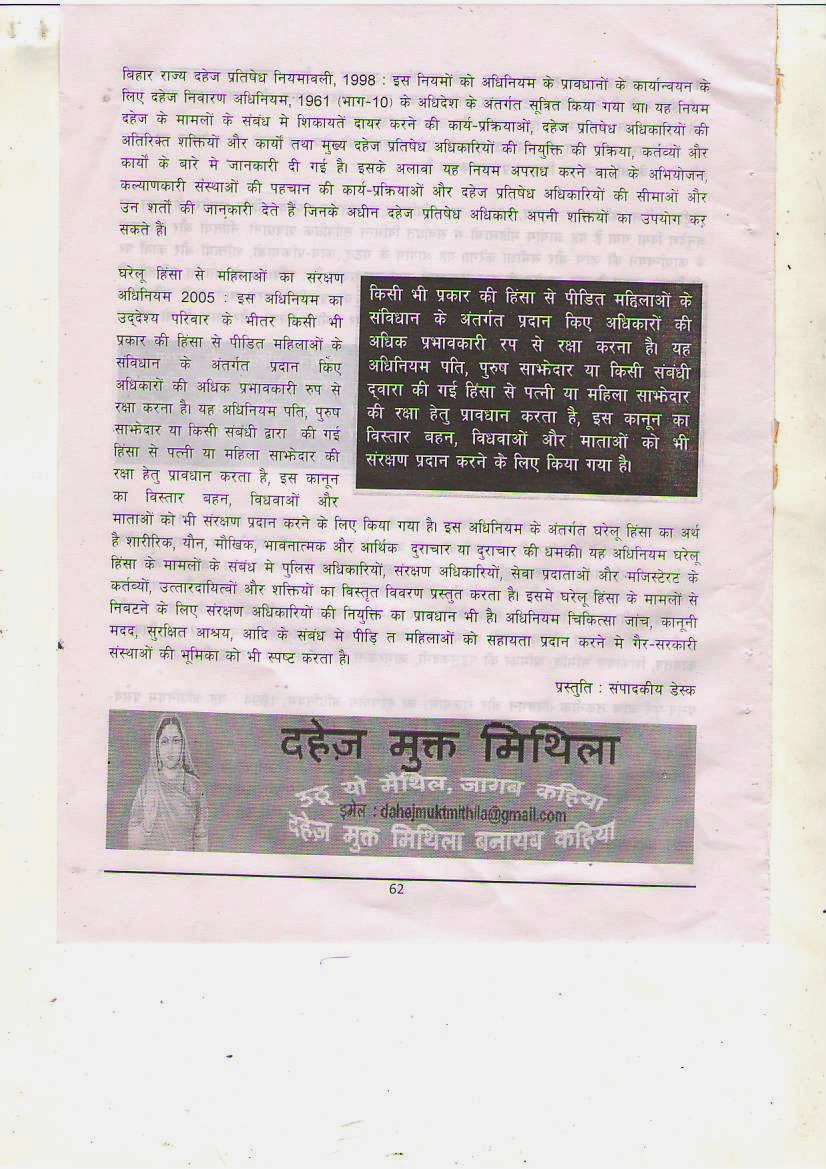 बिहार राज्य दहेज प्रतिषेध नियमावली, 1998 : इस नियमों को अधिनियम के प्रावधानों के कार्यान्वयन के
लिए दहेज निवारण अधिनियम, 1961 (भाग-10) के अधिदेश के अंतर्गत सूत्रित किया गया था। यह नियम
दहेज के मामलों के संबंध मे शिकायतें दायर करने की कार्य-प्रक्रियाओं, दहेज प्रतिषेध अधिकारियों की
अतिरिक्त शक्तियों और कार्यों तथा मुख्य दहेज प्रतिषेध अधिकारियों की नियुक्ति की प्रक्रिया, कर्तव्यों और
कार्यों के बारे मे जानकारी दी गई है। इसके अलाबा यह नियम अपराध करने वाले के अभियोजन,
कल्याणकारी संस्थाओं की पहचान की कार्य-प्रक्रियाओं और दहेज प्रतिषेध अधिकारियों की सीमाओं और
उन शर्तो की जानकारी देते हैं जिनके अधीन दहेज प्रतिषेध अधिकारी अपनी शक्तियों का उपयोग कर
सकते हैं।
घरेलू हिंसा से महिलाओं का संरक्षण
अधिनियम 2005 : इस अधिनियम का
उद्देश्य परिवार के भीतर किसी भी
प्रकार की हिंसा से पीडित महिलाओं के
संविधान के अंतर्गत प्रदान किए
अधिकारों की अधिक प्रभावकारी रुप से
रक्षा करना है। यह अधिनियम पति, पुरुष
साझेदार या किसी संबंधी द्वारा की गई
हिंसा से पत्नी या महिला साझेदार की
रक्षा हेतु प्रावधान करता है, इस कानून
का विस्तार बहन, विधवाओं और
माताओं को भी संरक्षण प्रदान करने के लिए किया गया है। इस अधिनियम के अंतर्गत घरेलू हिंसा का अर्थ
है शारीरिक, यौन, मौखिक, भावनात्मक और आर्थिक दुराचार या दुराचार की धमकी। यह अधिनियम घरेलू
हिंसा के मामलों के संबंध मे पुलिस अधिकारियों, संरक्षण अधिकारियों, सेवा प्रदाताओं और मजिस्टेरट के
कर्तव्यों, उत्तारदायित्वों और शक्तियों का विस्तृत विवरण प्रस्तुत करता है। इसमे घरेलू हिंसा के मामलों से
निबटने के लिए संरक्षण अधिकारियों की नियुक्ति का प्रावधान भी है। अधिनियम चिकित्सा जांच, कानूनी
मदद, सुरक्षित आश्रय, आदि के संबंध मे पीड़ि त महिलाओं को सहायता प्रदान करने मे गैर-सरकारी
संस्थाओं की भूमिका को भी स्पष्ट करता है।
किसी भी प्रकार की हिंसा से पीडित महिलाओं के
संविधान के अंतर्गत प्रदान किए अधिकारों की
अधिक प्रभावकारी रप से रक्षा करना है। यह
अधिनियम पति, पुरुष साझेदार या किसी संबंधी
द्वारा की गई हिंसा से पत्नी या महिला साझेदार
की रक्षा हेतु प्रावधान करता है, इस कानून का
विस्तार बहन, विधवाओं और माताओं को भी
संरक्षण प्रदान करने के लिए किया गया है।
प्रस्तुति : संपादकीय डेस्क
दहेज़ मुक्त मिथिला
उठू यो मैथिल, जागब कहिया
इमेल : dahejmuktmithila@gmail.com
दहेज़ मुक्त मिथिला बनायब कहिया
62